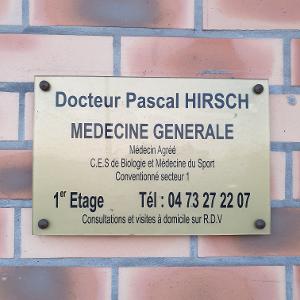 Docteur Pascal HIRSCH
MEDECINE GENERALE
Médecin Agréé
C.E.S de Biologie et Médecine du Sport
Conventionné secteur 1
1er Etage Tél : 04 73 27 22 07
Consultations et visites à domicile sur R.D.V